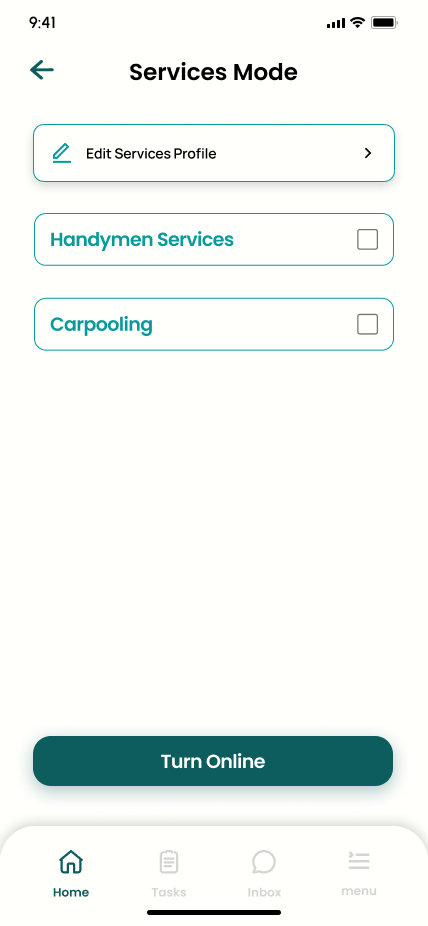 9:41
Services Mode
Edit Services Profile
Handymen Services
Carpooling
Turn Online
Home Tasks Inbox menu